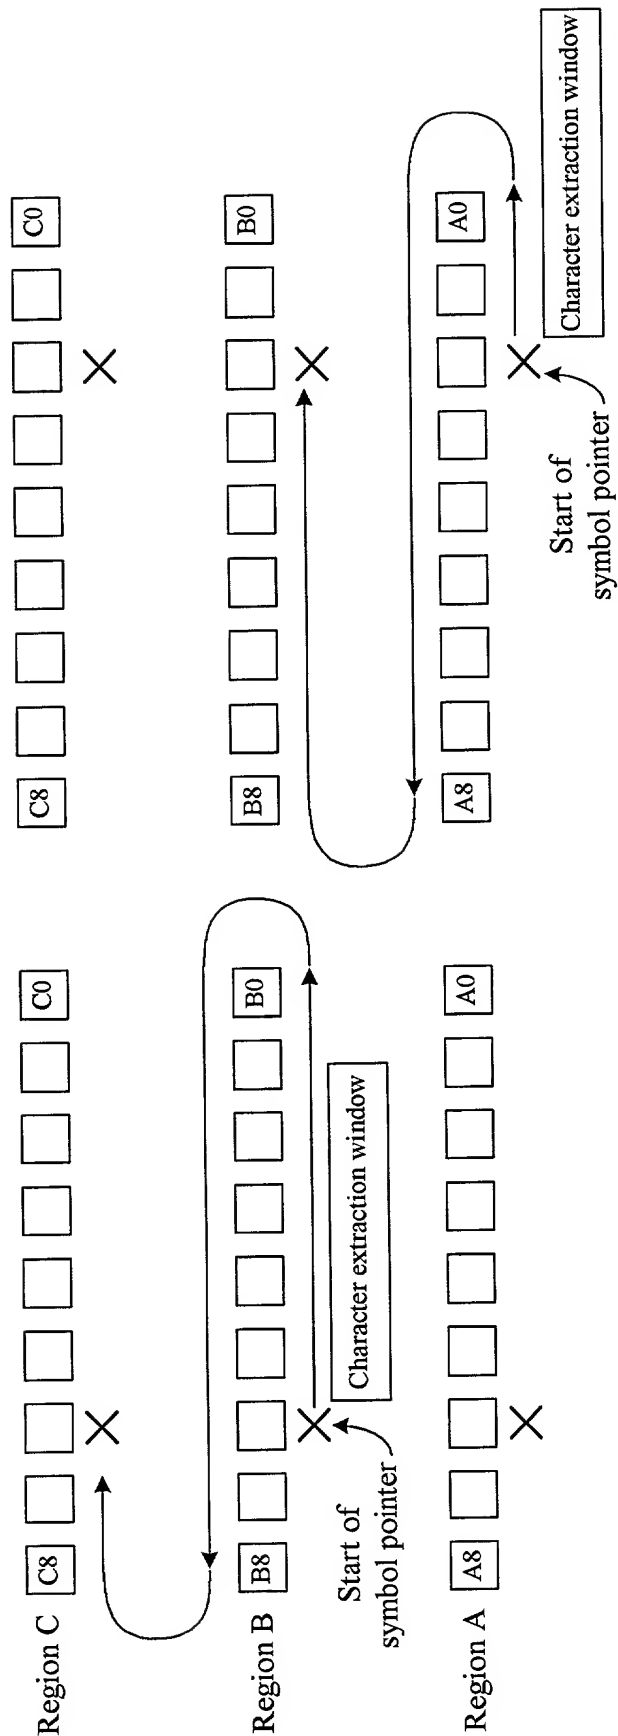 Region C C8 C0 C8 C0
Region B B8 B0 B8 B0
Start of
symbol pointer
Character extraction window
Region A A8 A0 A8 A0
Start of
symbol pointer
Character extraction window